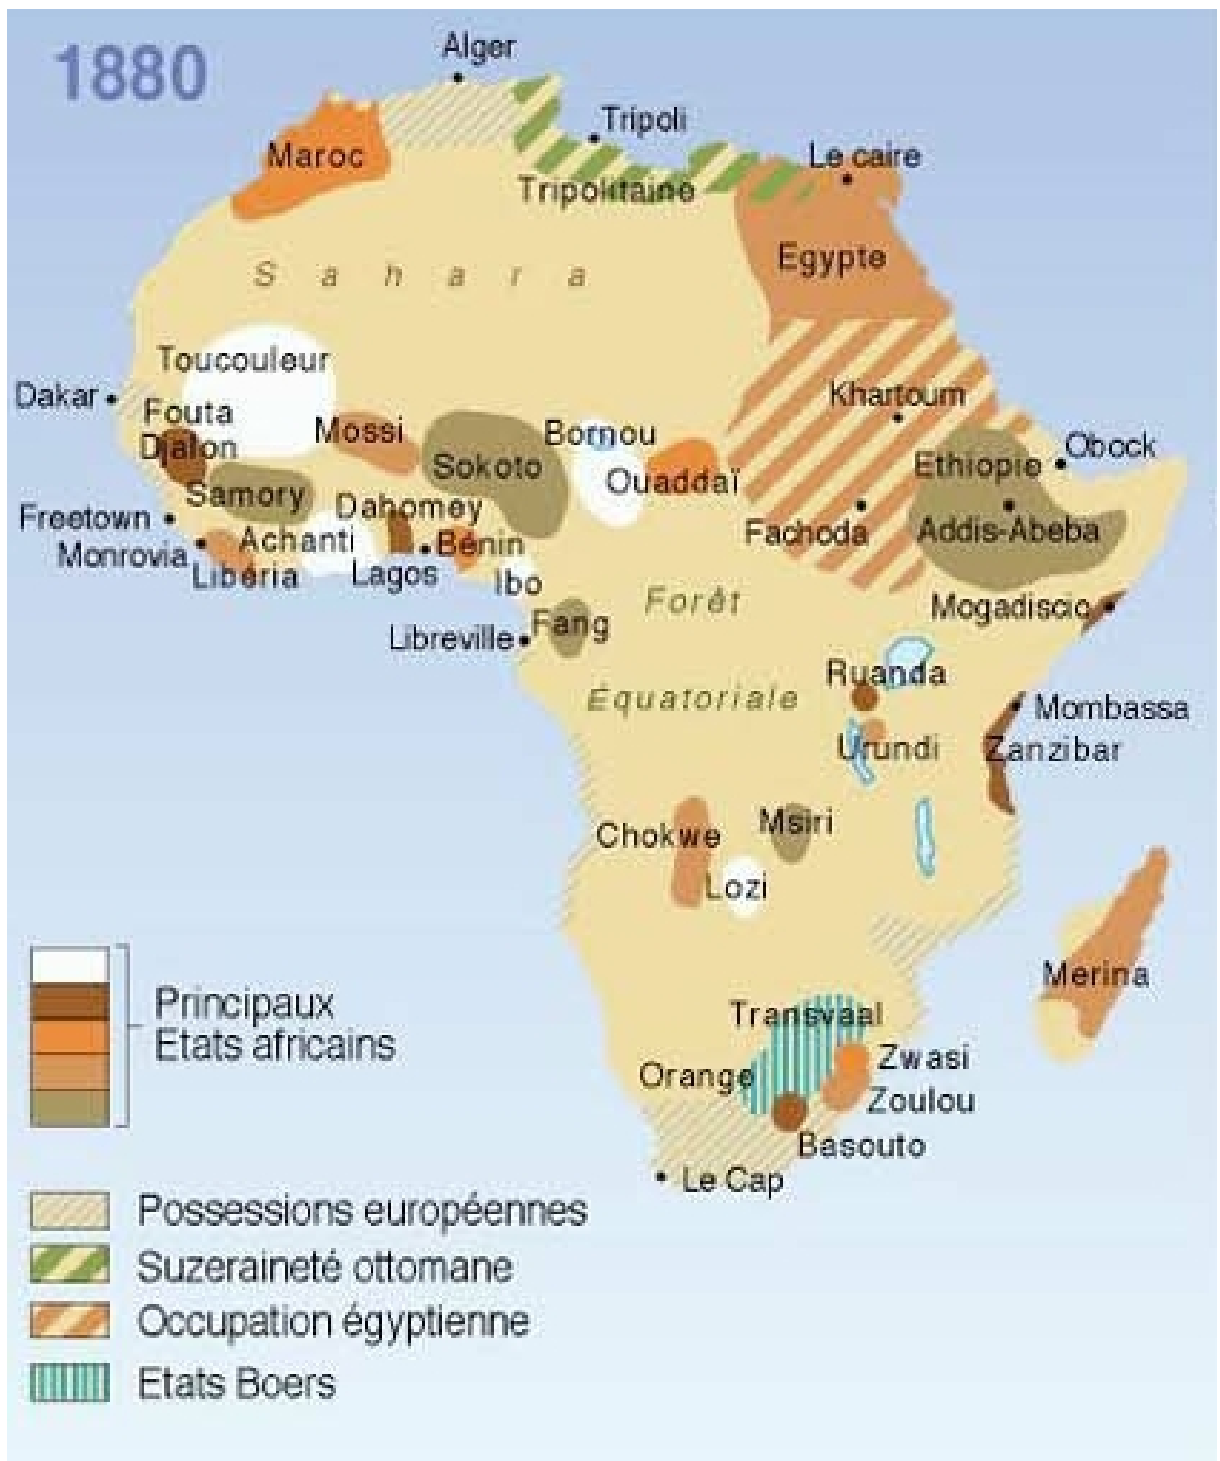 1880
Alger
Tripoli
Maroc
Le caire
Tripolitaine
Egypte
Sahara
Toucouleur
Dakar
Fouta
Djalon
Mossi
Khartoum
Bornou
Obock
Sokoto
Ethiopie
Ouaddaï
Samory
Dahomey
Freetown
Fachoda
Addis-Abeba
Achanti
Bénin
Monrovia
Libéria
Lagos
Ibo
Forêt
Mogadiscio
Fang
Libreville
Ruanda
Équatoriale
Mombassa
Urundi
Zanzibar
Chokwe
Msiri
Lozi
Merina
Principaux
Etats africains
Transvaal
Zwasi
Orange
Zoulou
Basouto
Le Cap
Possessions européennes
Suzeraineté ottomane
Occupation égyptienne
Etats Boers